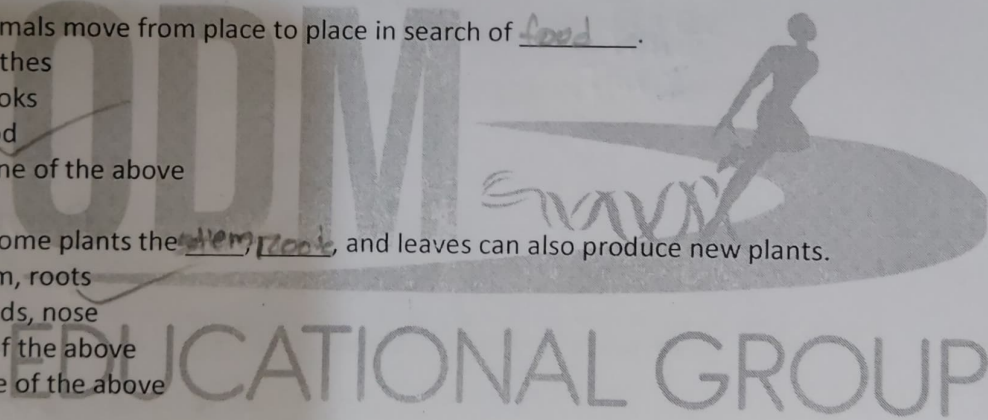 mals move from place to place in search of food.
thes
oks
d
ne of the above
ome plants the stem, roots, and leaves can also produce new plants.
m, roots
ds, nose
f the above
e of the above
ODM
EDUCATIONAL GROUP